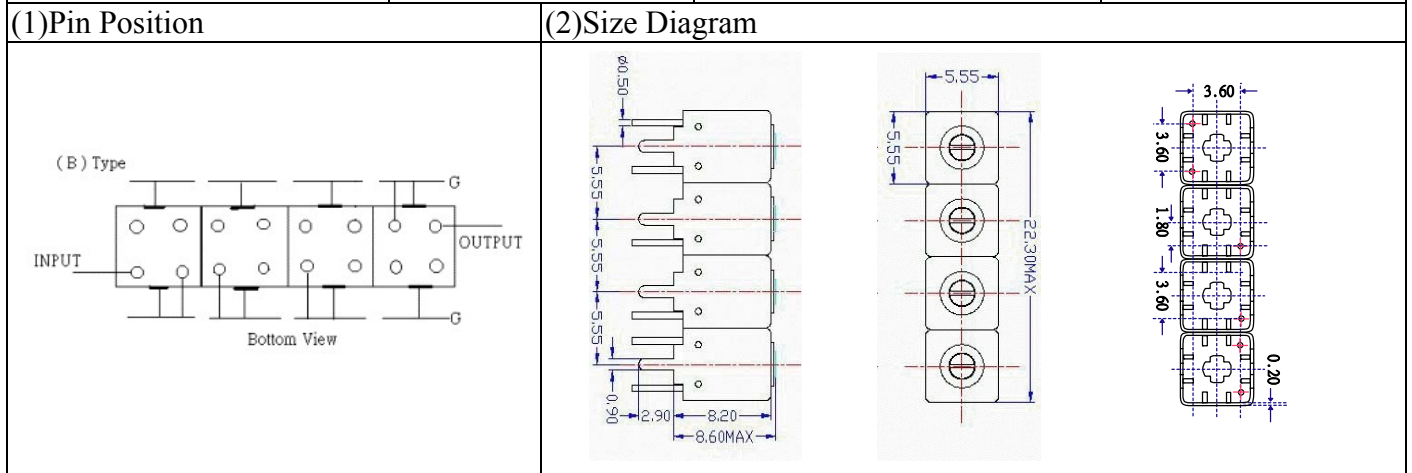 (1)Pin Position
(2)Size Diagram
(B) Type
G
INPUT
OUTPUT
G
Bottom View
ø0.50
5.55
5.55
5.55
0.90
2.90
8.20
8.60MAX
5.55
5.55
22.30MAX
3.60
3.60
1.80
3.60
0.20